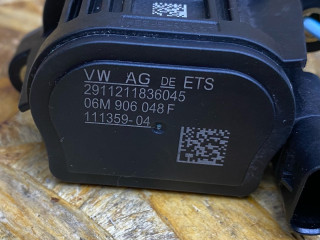 VW AG DE ETS
2911211836045
06M 906 048 F
111359-04